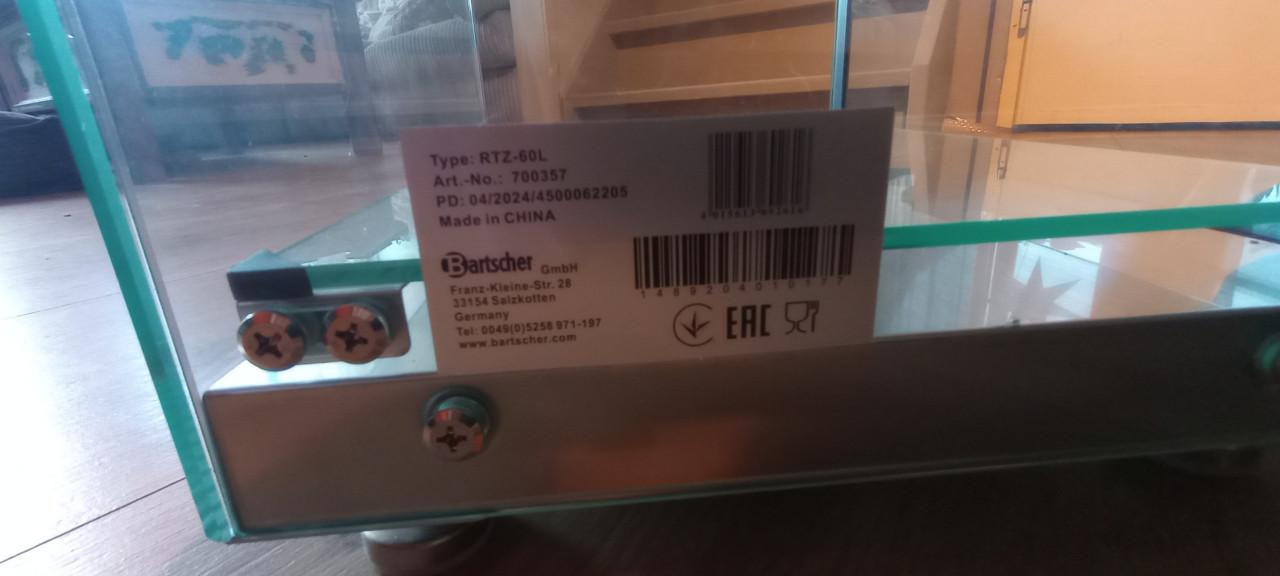 Type: RTZ-60L
Art.-No.: 700357
PD: 04/2024/4500062205
Made in CHINA
Bartscher GmbH
Franz-Kleine-Str. 28
33154 Salzkotten
Germany
Tel: 0049(0)5258 971-197
www.bartscher.com
1489204010177
EAC